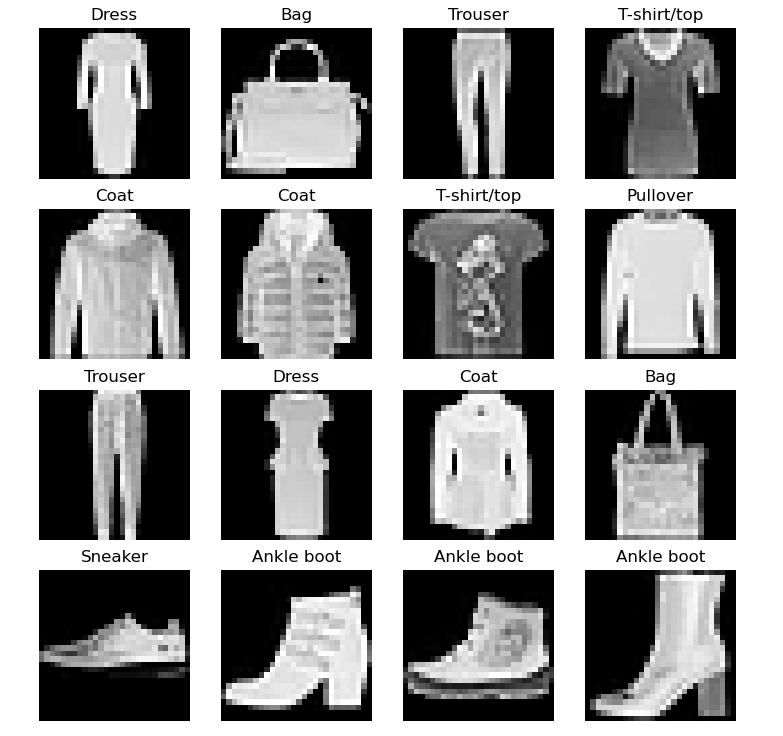 Dress Bag Trouser T-shirt/top
Coat Coat T-shirt/top Pullover
Trouser Dress Coat Bag
Sneaker Ankle boot Ankle boot Ankle boot